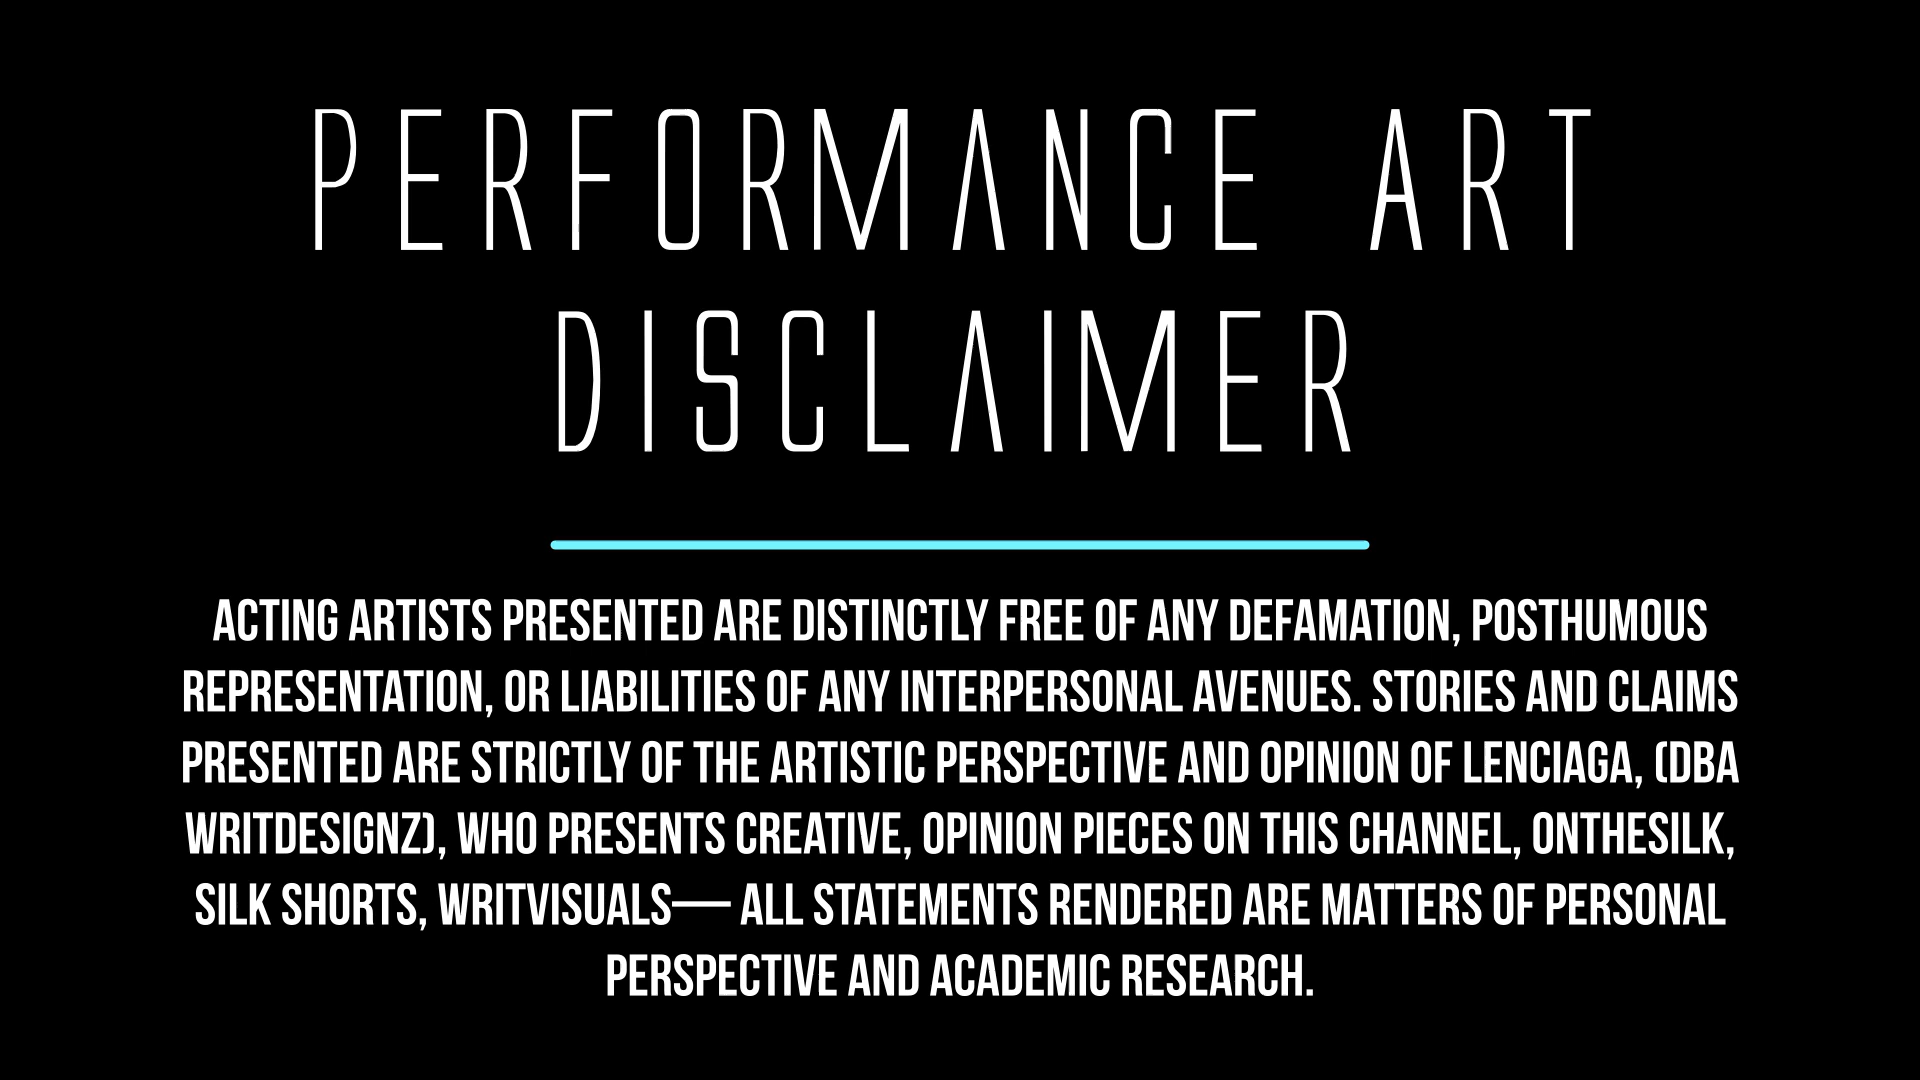 PERFORMANCE ART
DISCLAIMER
ACTING ARTISTS PRESENTED ARE DISTINCTLY FREE OF ANY DEFAMATION, POSTHUMOUS
REPRESENTATION, OR LIABILITIES OF ANY INTERPERSONAL AVENUES. STORIES AND CLAIMS
PRESENTED ARE STRICTLY OF THE ARTISTIC PERSPECTIVE AND OPINION OF LENCIAGA, (DBA
WRITDESIGNZ), WHO PRESENTS CREATIVE, OPINION PIECES ON THIS CHANNEL, ONTHESILK,
SILK SHORTS, WRITVISUALS— ALL STATEMENTS RENDERED ARE MATTERS OF PERSONAL
PERSPECTIVE AND ACADEMIC RESEARCH.